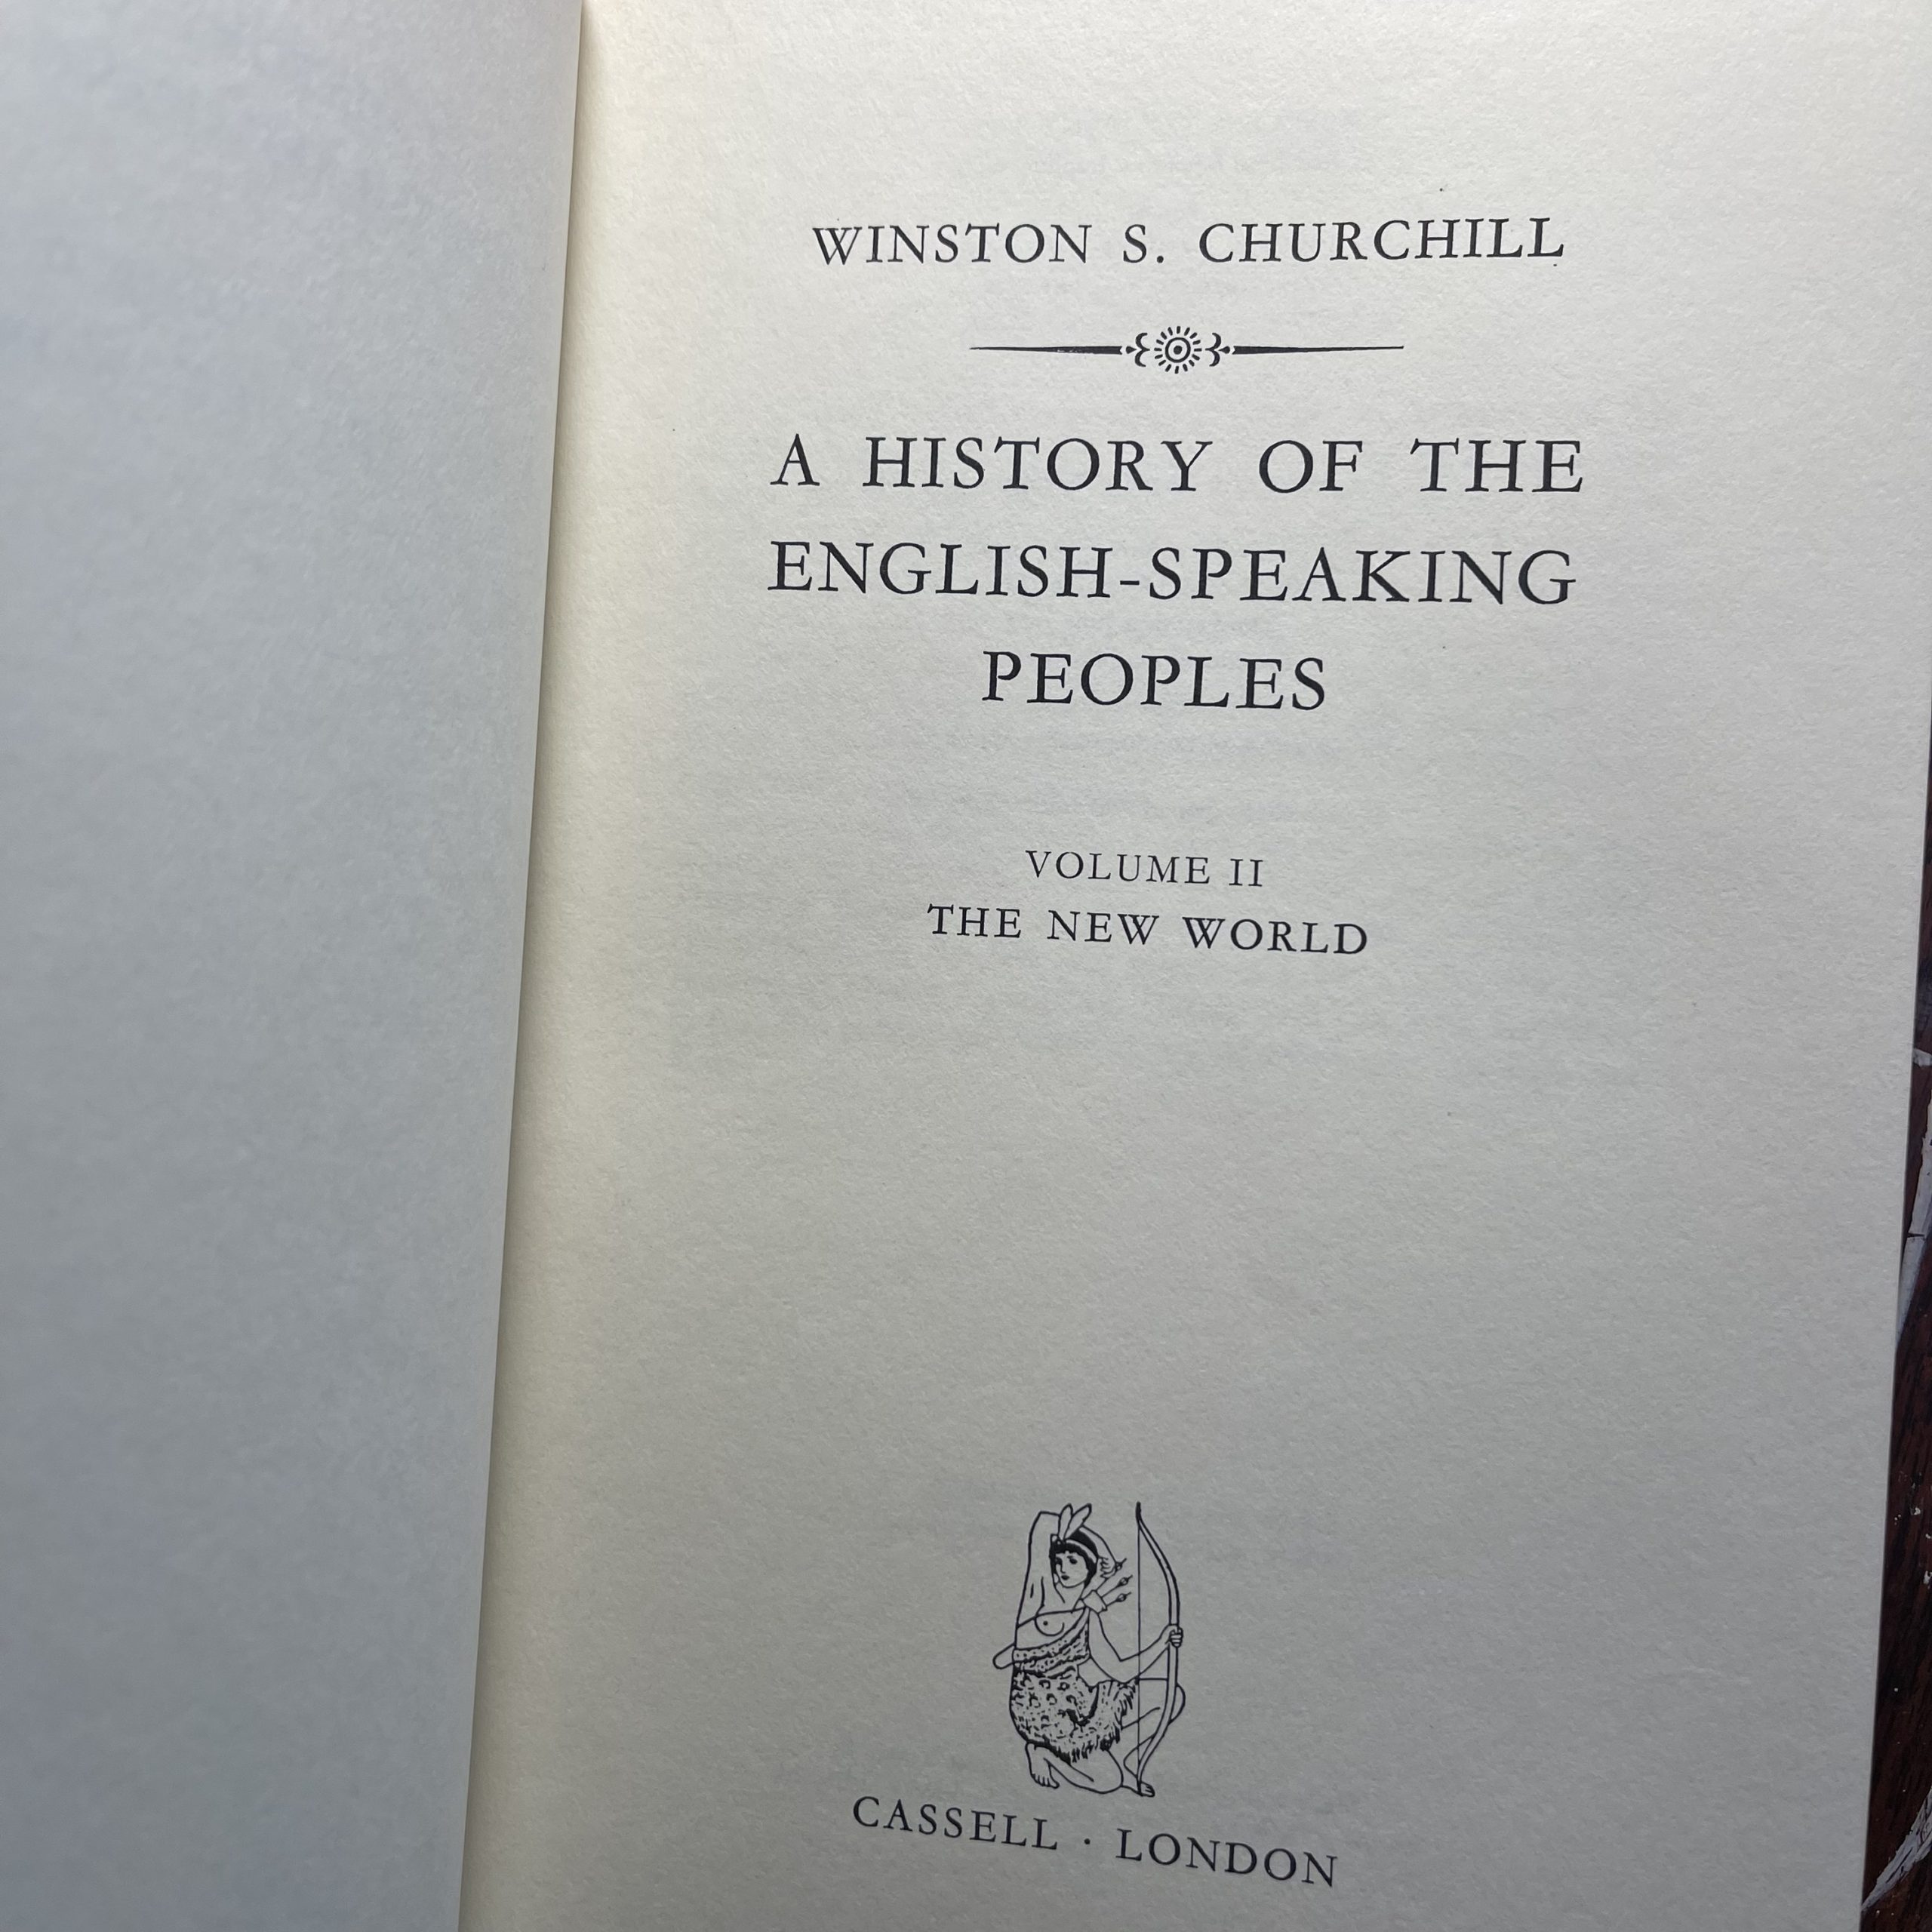 WINSTON S. CHURCHILL
A HISTORY OF THE
ENGLISH-SPEAKING
PEOPLES
VOLUME II
THE NEW WORLD
CASSELL · LONDON